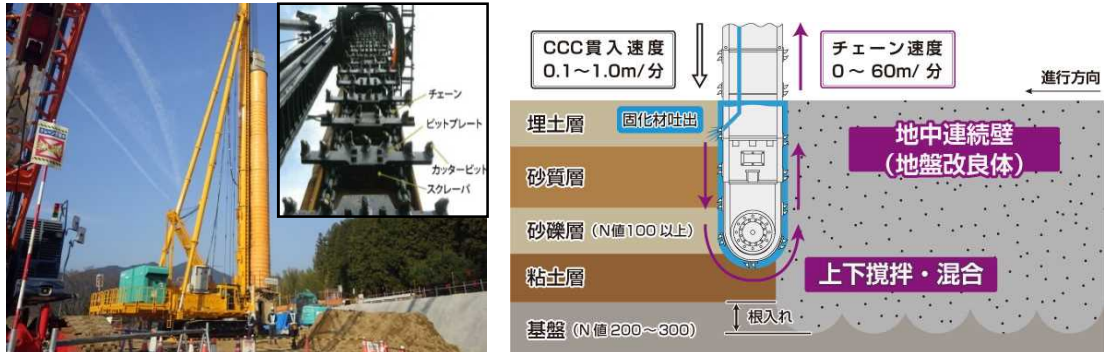 チェーン
ビットプレート
カッタービット
スクレーパ
CCC貫入速度
0.1～1.0m/分
チェーン速度
0～60m/分
進行方向
固化材吐出
埋土層
砂質層
砂礫層（N値100以上）
粘土層
基盤（N値200～300）
地中連続壁
（地盤改良体）
上下撹拌・混合
根入れ